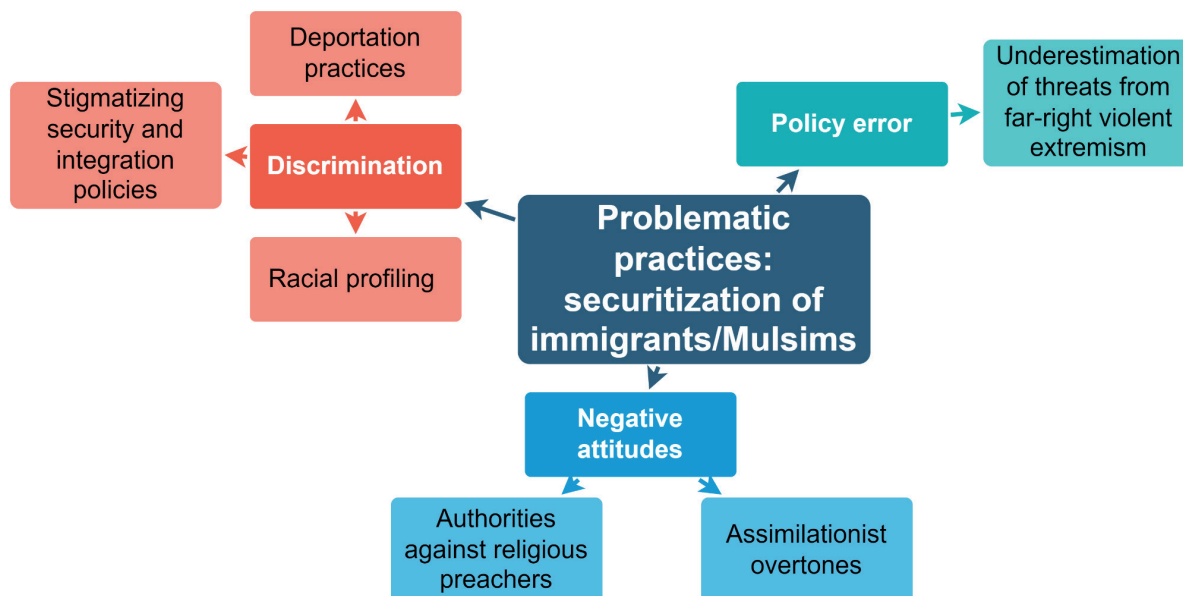 Deportation
practices
Stigmatizing
security and
integration
policies
Discrimination
Racial profiling
Policy error
Underestimation
of threats from
far-right violent
extremism
Problematic
practices:
securitization of
immigrants/Mulsims
Negative
attitudes
Authorities
against religious
preachers
Assimilationist
overtones